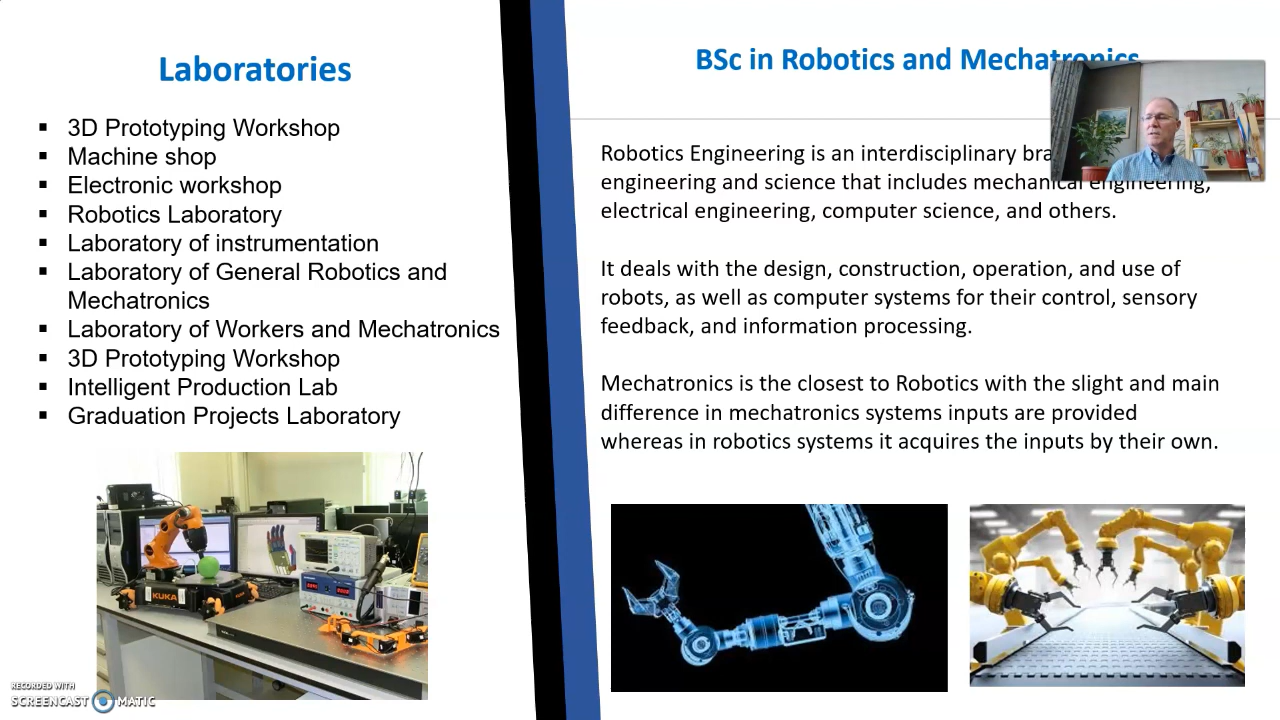 Laboratories
3D Prototyping Workshop
Machine shop
Electronic workshop
Robotics Laboratory
Laboratory of instrumentation
Laboratory of General Robotics and
Mechatronics
Laboratory of Workers and Mechatronics
3D Prototyping Workshop
Intelligent Production Lab
Graduation Projects Laboratory
KUKA
RECORDED WITH
SCREENCAST MATIC
BSc in Robotics and Mechatronics
Robotics Engineering is an interdisciplinary
engineering and science that includes mechanical engineering,
electrical engineering, computer science, and others.
It deals with the design, construction, operation, and use of
robots, as well as computer systems for their control, sensory
feedback, and information processing.
Mechatronics is the closest to Robotics with the slight and main
difference in mechatronics systems inputs are provided
whereas in robotics systems it acquires the inputs by their own.